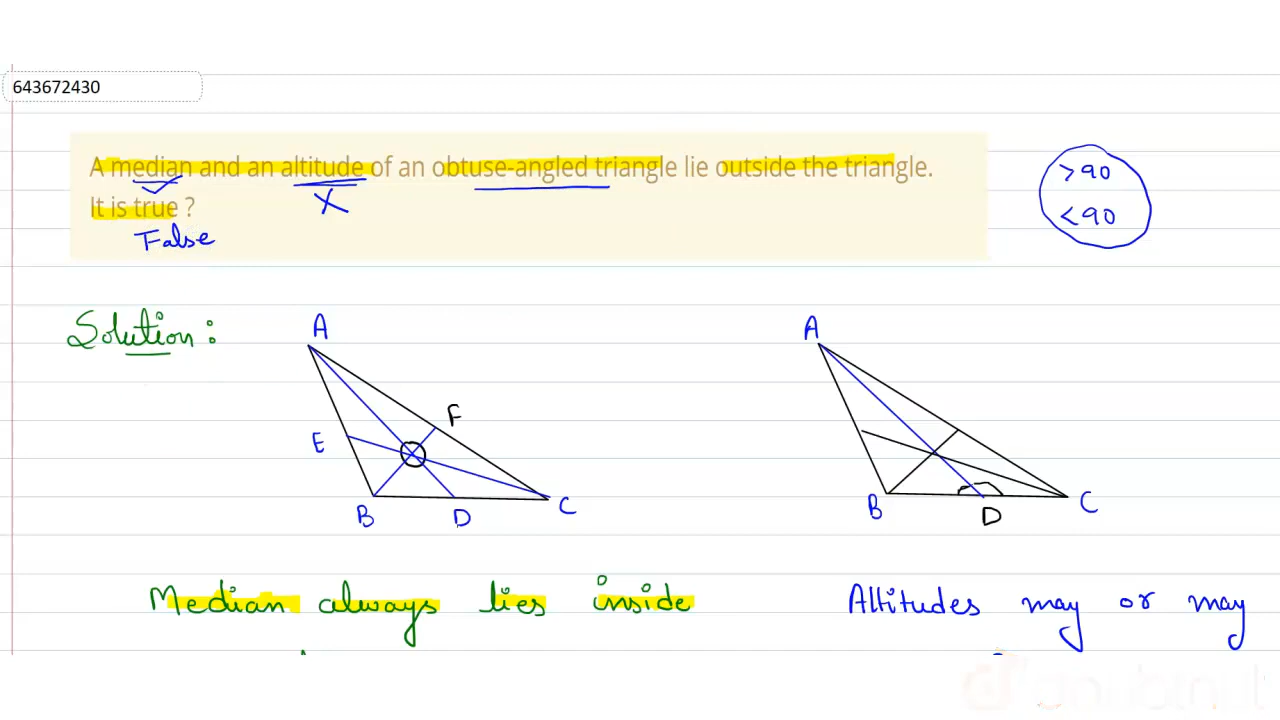 643672430
A median and an altitude of an obtuse-angled triangle lie outside the triangle.
It is true ?
False
>90
<90
Solution:
A
F
E
B
D
C
A
B
D
C
Median always lies inside
Altitudes may or may